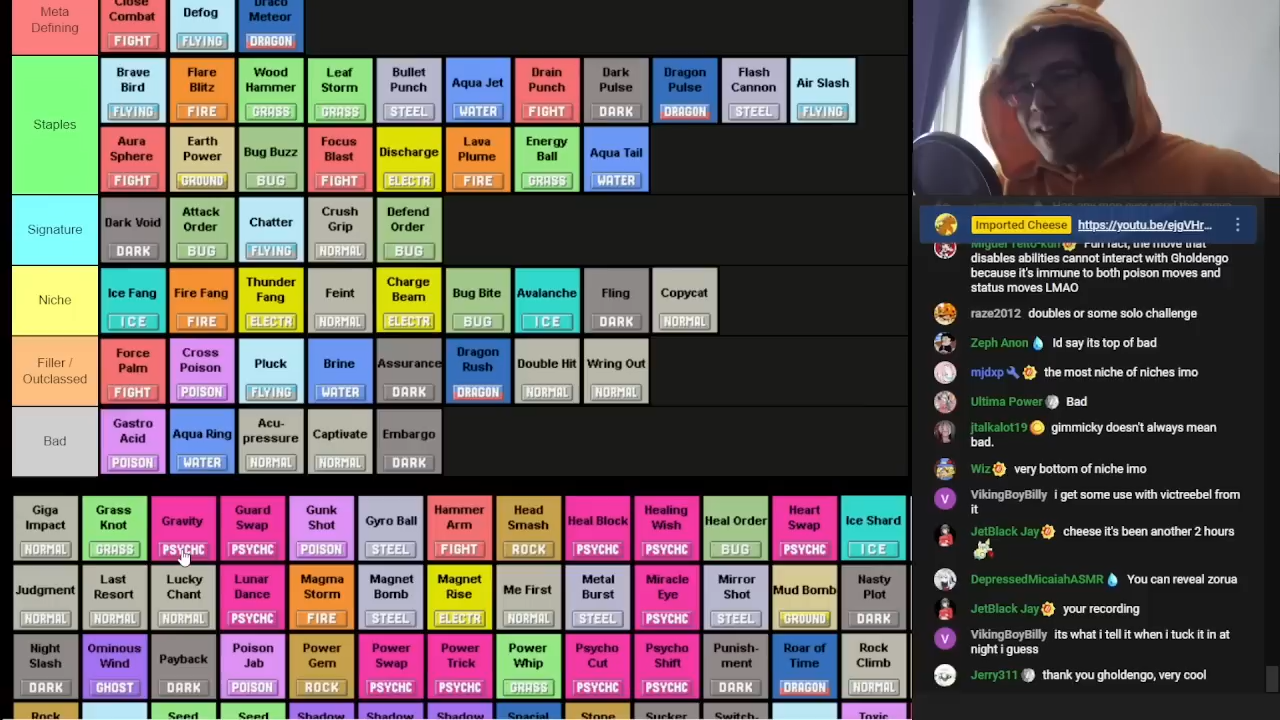 Meta
Defining
Close
Combat
FIGHT
Defog
FLYING
Draco
Meteor
DRAGON
Staples
Brave
Bird
FLYING
Flare
Blitz
FIRE
Wood
Hammer
GRASS
Leaf
Storm
GRASS
Bullet
Punch
STEEL
Aqua Jet
WATER
Drain
Punch
FIGHT
Dark
Pulse
DARK
Dragon
Pulse
DRAGON
Flash
Cannon
STEEL
Air Slash
FLYING
Aura
Sphere
FIGHT
Earth
Power
GROUND
Bug Buzz
BUG
Focus
Blast
FIGHT
Discharge
ELECTR
Lava
Plume
FIRE
Energy
Ball
GRASS
Aqua Tail
WATER
Signature
Dark Void
DARK
Attack
Order
BUG
Chatter
FLYING
Crush
Grip
NORMAL
Defend
Order
BUG
Niche
Ice Fang
ICE
Fire Fang
FIRE
Thunder
Fang
ELECTR
Feint
NORMAL
Charge
Beam
ELECTR
Bug Bite
BUG
Avalanche
ICE
Fling
DARK
Copycat
NORMAL
Filler /
Outclassed
Force
Palm
FIGHT
Cross
Poison
POISON
Pluck
FLYING
Brine
WATER
Assurance
DARK
Dragon
Rush
DRAGON
Double Hit
NORMAL
Wring Out
NORMAL
Bad
Gastro
Acid
POISON
Aqua Ring
WATER
Acu-
pressure
NORMAL
Captivate
NORMAL
Embargo
DARK
Giga
Impact
NORMAL
Grass
Knot
GRASS
Gravity
PSYCHC
Guard
Swap
PSYCHC
Gunk
Shot
POISON
Gyro Ball
STEEL
Hammer
Arm
FIGHT
Head
Smash
ROCK
Heal Block
PSYCHC
Healing
Wish
PSYCHC
Heal Order
BUG
Heart
Swap
PSYCHC
Ice Shard
ICE
Judgment
NORMAL
Last
Resort
NORMAL
Lucky
Chant
NORMAL
Lunar
Dance
PSYCHC
Magma
Storm
FIRE
Magnet
Bomb
STEEL
Magnet
Rise
ELECTR
Me First
NORMAL
Metal
Burst
STEEL
Miracle
Eye
PSYCHC
Mirror
Shot
STEEL
Mud Bomb
GROUND
Nasty
Plot
DARK
Night
Slash
DARK
Ominous
Wind
GHOST
Payback
DARK
Poison
Jab
POISON
Power
Gem
ROCK
Power
Swap
PSYCHC
Power
Trick
PSYCHC
Power
Whip
GRASS
Psycho
Cut
PSYCHC
Psycho
Shift
PSYCHC
Punish-
ment
DARK
Roar of
Time
DRAGON
Rock
Climb
NORMAL
Rock
Seed
Seed
Shadow
Shadow
Shadow
Spacial
Stone
Sucker
Switch-
Toxic
Imported Cheese https://youtu.be/ejgVHr...
Fun fact, the move that
disables abilities cannot interact with Gholdengo
because it's immune to both poison moves and
status moves LMAO
raze2012 doubles or some solo challenge
Zeph Anon Id say its top of bad
mjdxp the most niche of niches imo
Ultima Power Bad
jtalkalot19 gimmicky doesn't always mean
bad.
Wiz very bottom of niche imo
V VikingBoyBilly i get some use with victreebel from
it
JetBlack Jay cheese it's been another 2 hours
DepressedMicaiahASMR You can reveal zorua
JetBlack Jay your recording
V VikingBoyBilly its what i tell it when i tuck it in at
night i guess
Jerry311 thank you gholdengo, very cool